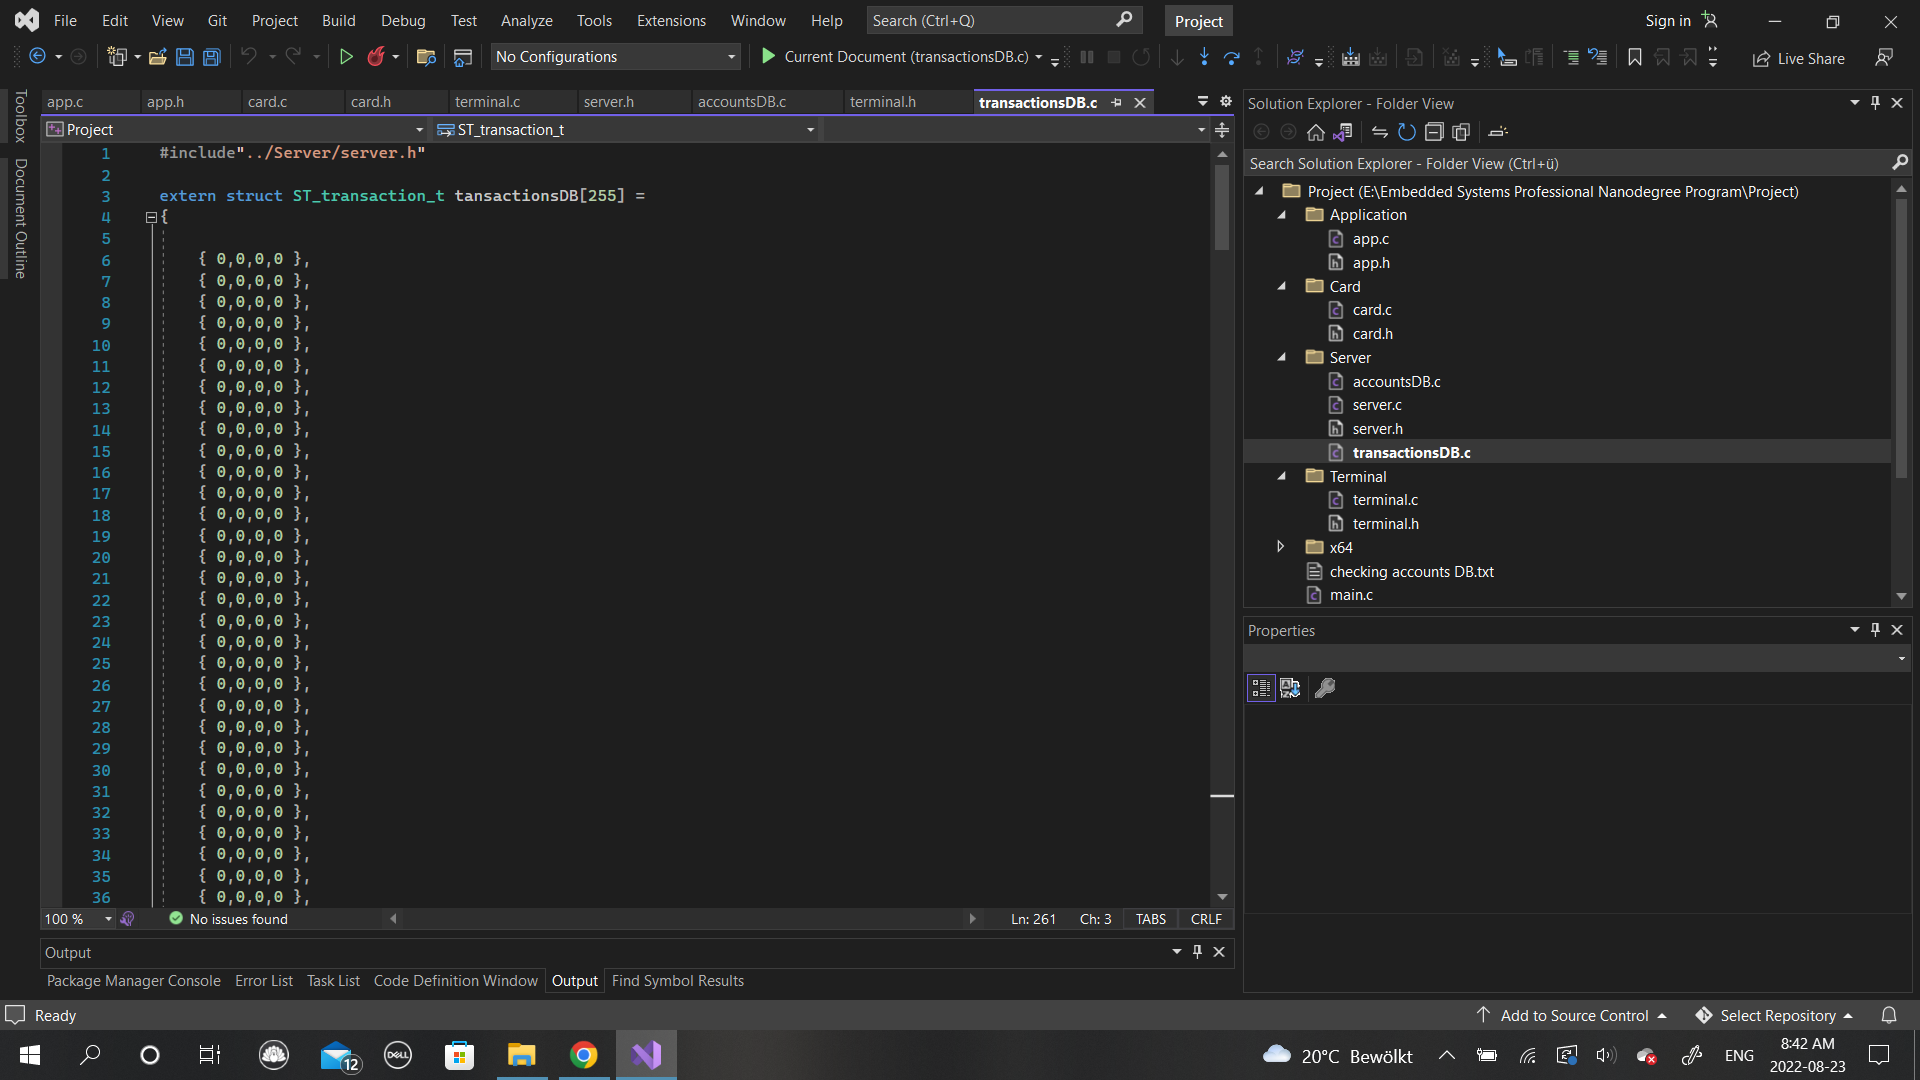 File Edit View Git Project Build Debug Test Analyze Tools Extensions Window Help Search (Ctrl+Q) Project Sign in
No Configurations Current Document (transactionsDB.c) Live Share
Toolbox
Document Outline
app.c app.h card.c card.h terminal.c server.h accountsDB.c terminal.h transactionsDB.c
Project ST_transaction_t
1 #include"../Server/server.h"
2
3 extern struct ST_transaction_t tansactionsDB[255] =
4 {
5
6 { 0,0,0,0 },
7 { 0,0,0,0 },
8 { 0,0,0,0 },
9 { 0,0,0,0 },
10 { 0,0,0,0 },
11 { 0,0,0,0 },
12 { 0,0,0,0 },
13 { 0,0,0,0 },
14 { 0,0,0,0 },
15 { 0,0,0,0 },
16 { 0,0,0,0 },
17 { 0,0,0,0 },
18 { 0,0,0,0 },
19 { 0,0,0,0 },
20 { 0,0,0,0 },
21 { 0,0,0,0 },
22 { 0,0,0,0 },
23 { 0,0,0,0 },
24 { 0,0,0,0 },
25 { 0,0,0,0 },
26 { 0,0,0,0 },
27 { 0,0,0,0 },
28 { 0,0,0,0 },
29 { 0,0,0,0 },
30 { 0,0,0,0 },
31 { 0,0,0,0 },
32 { 0,0,0,0 },
33 { 0,0,0,0 },
34 { 0,0,0,0 },
35 { 0,0,0,0 },
36 { 0,0,0,0 },
100 % No issues found Ln: 261 Ch: 3 TABS CRLF
Output
Package Manager Console Error List Task List Code Definition Window Output Find Symbol Results
Solution Explorer - Folder View
Search Solution Explorer - Folder View (Ctrl+ü)
Project (E:\Embedded Systems Professional Nanodegree Program\Project)
Application
app.c
app.h
Card
card.c
card.h
Server
accountsDB.c
server.c
server.h
transactionsDB.c
Terminal
terminal.c
terminal.h
x64
checking accounts DB.txt
main.c
Properties
Ready Add to Source Control Select Repository
12 DELL 20°C Bewölkt ENG 8:42 AM
2022-08-23